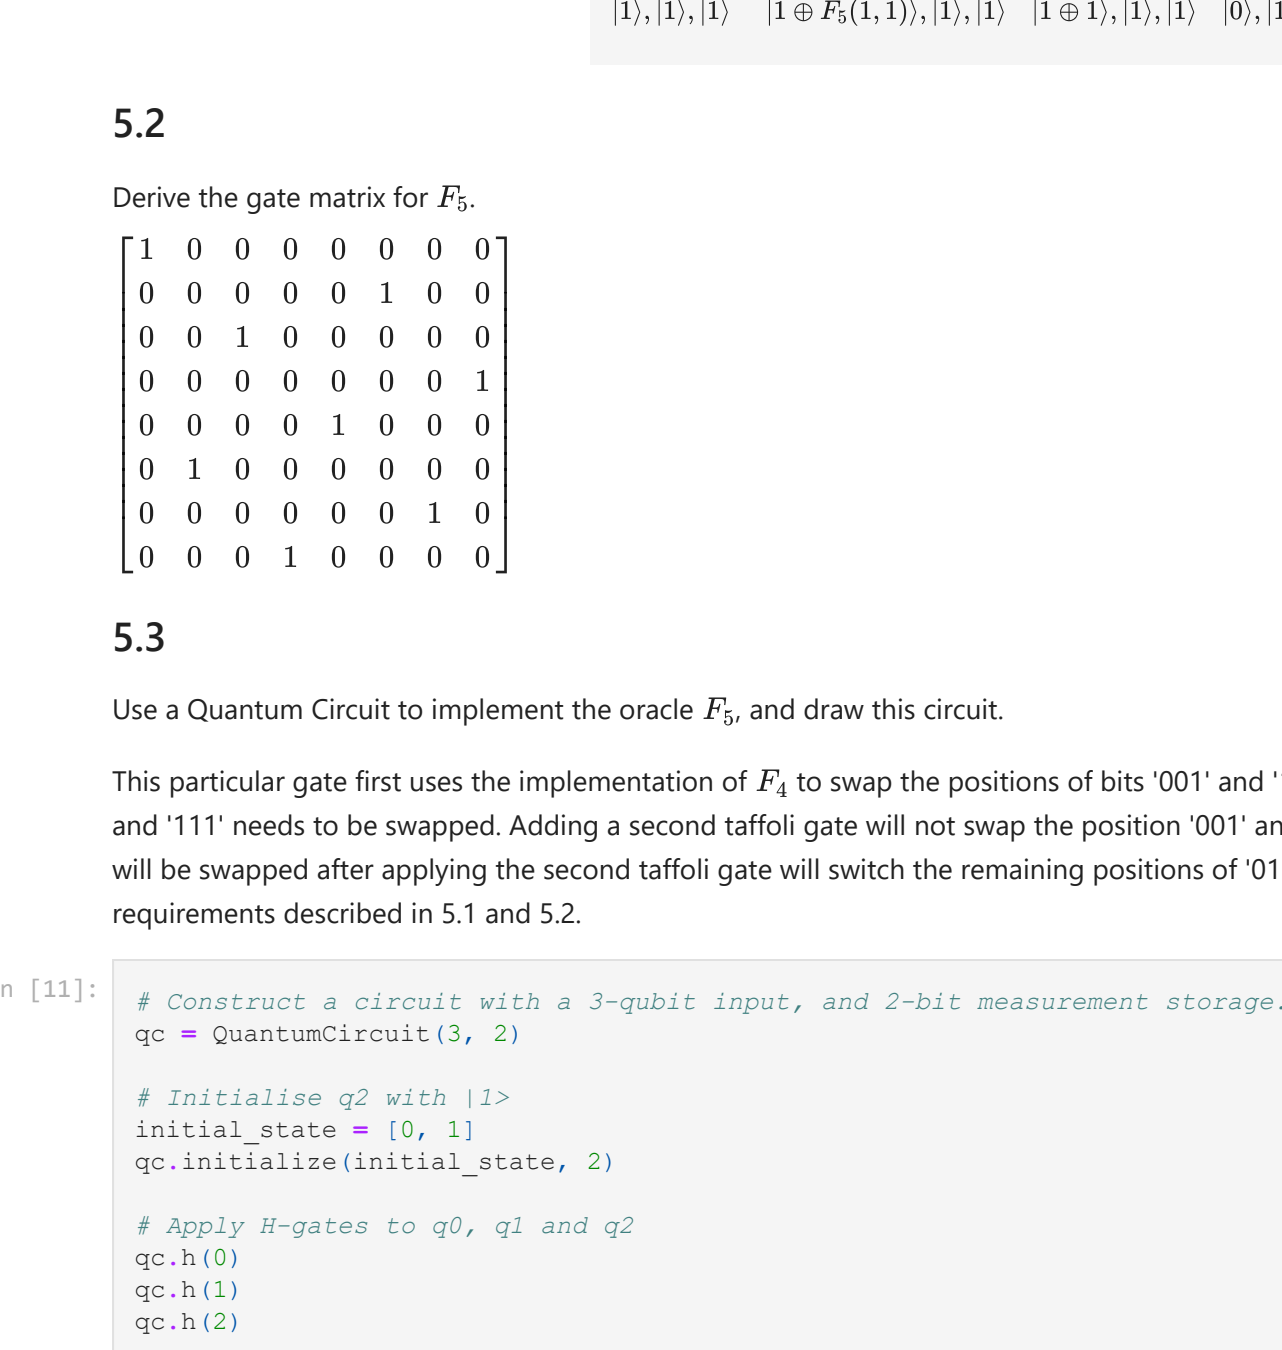 |1⟩, |1⟩, |1⟩ |1 ⊕ F₅(1, 1)⟩, |1⟩, |1⟩ |1 ⊕ 1⟩, |1⟩, |1⟩ |0⟩, |1
5.2
Derive the gate matrix for F₅.
1 0 0 0 0 0 0 0
0 0 0 0 0 1 0 0
0 0 1 0 0 0 0 0
0 0 0 0 0 0 0 1
0 0 0 0 1 0 0 0
0 1 0 0 0 0 0 0
0 0 0 0 0 0 1 0
0 0 0 1 0 0 0 0
5.3
Use a Quantum Circuit to implement the oracle F₅, and draw this circuit.
This particular gate first uses the implementation of F₄ to swap the positions of bits '001' and '
and '111' needs to be swapped. Adding a second taffoli gate will not swap the position '001' an
will be swapped after applying the second taffoli gate will switch the remaining positions of '01
requirements described in 5.1 and 5.2.
n [11]:
# Construct a circuit with a 3-qubit input, and 2-bit measurement storage.
qc = QuantumCircuit(3, 2)
# Initialise q2 with |1>
initial_state = [0, 1]
qc.initialize(initial_state, 2)
# Apply H-gates to q0, q1 and q2
qc.h(0)
qc.h(1)
qc.h(2)